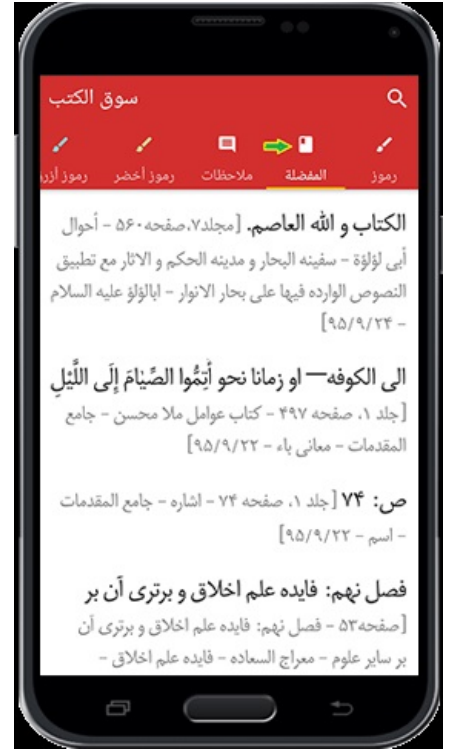 سوق الكتب
رموز
المفضلة
ملاحظات
رموز أخضر
رموز أزر
الكتاب و الله العاصم. [مجلد۷،صفحه۵۶۰ - أحوال
أبی لؤلؤة - سفینه البحار و مدینه الحکم و الاثار مع تطبیق
النصوص الوارده فیها علی بحار الانوار - ابالؤلؤ علیه السلام
- ۹۵/۹/۲۴]
الی الکوفه— او زمانا نحو أَتِمُّوا الصِّیٰامَ إِلَی اللَّیْلِ
[جلد ۱، صفحه ۴۹۷ - کتاب عوامل ملا محسن - جامع
المقدمات - معانی باء - ۹۵/۹/۲۲]
ص: ۷۴ [جلد ۱، صفحه ۷۴ - اشاره - جامع المقدمات
- اسم - ۹۵/۹/۲۲]
فصل نهم: فایده علم اخلاق و برتری آن بر
[صفحه۵۳ - فصل نهم: فایده علم اخلاق و برتری آن
بر سایر علوم - معراج السعاده - فایده علم اخلاق -